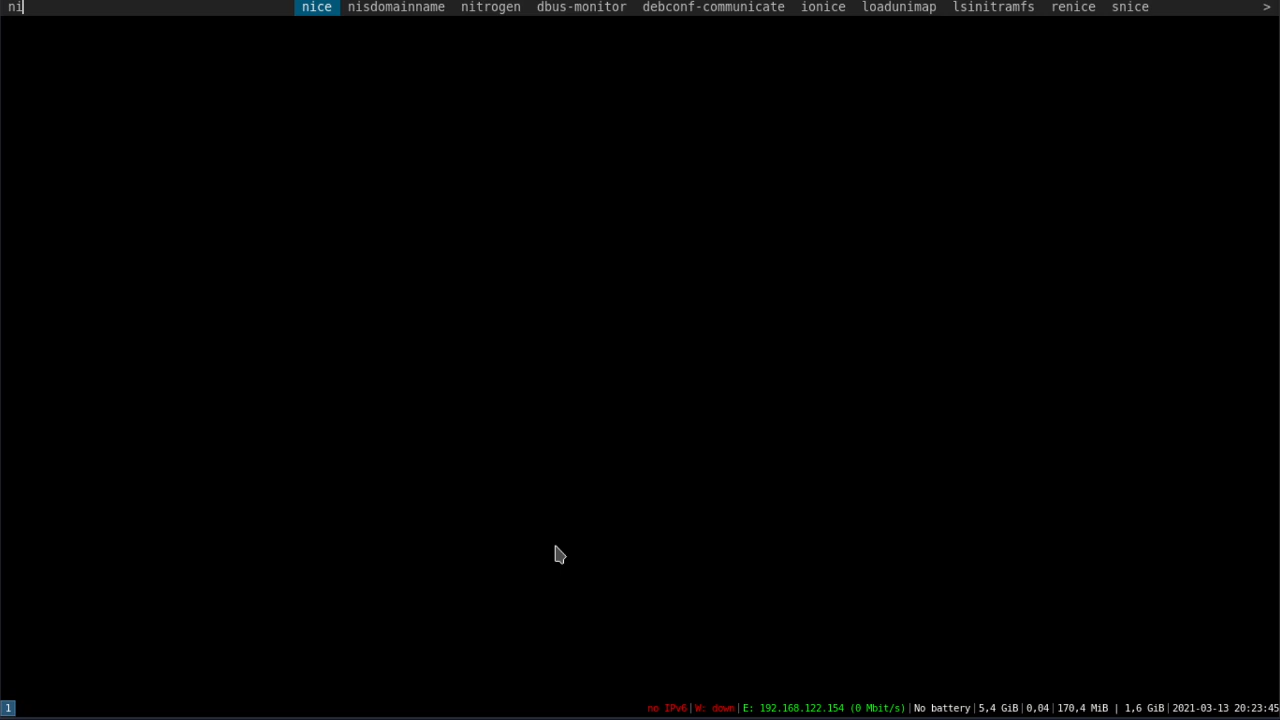 ni nice nisdomainname nitrogen dbus-monitor debconf-communicate ionice loadunimap lsinitramfs renice snice >
1 no IPv6|W: down|E: 192.168.122.154 (0 Mbit/s)|No battery|5,4 GiB|0,04|170,4 MiB | 1,6 GiB|2021-03-13 20:23:45